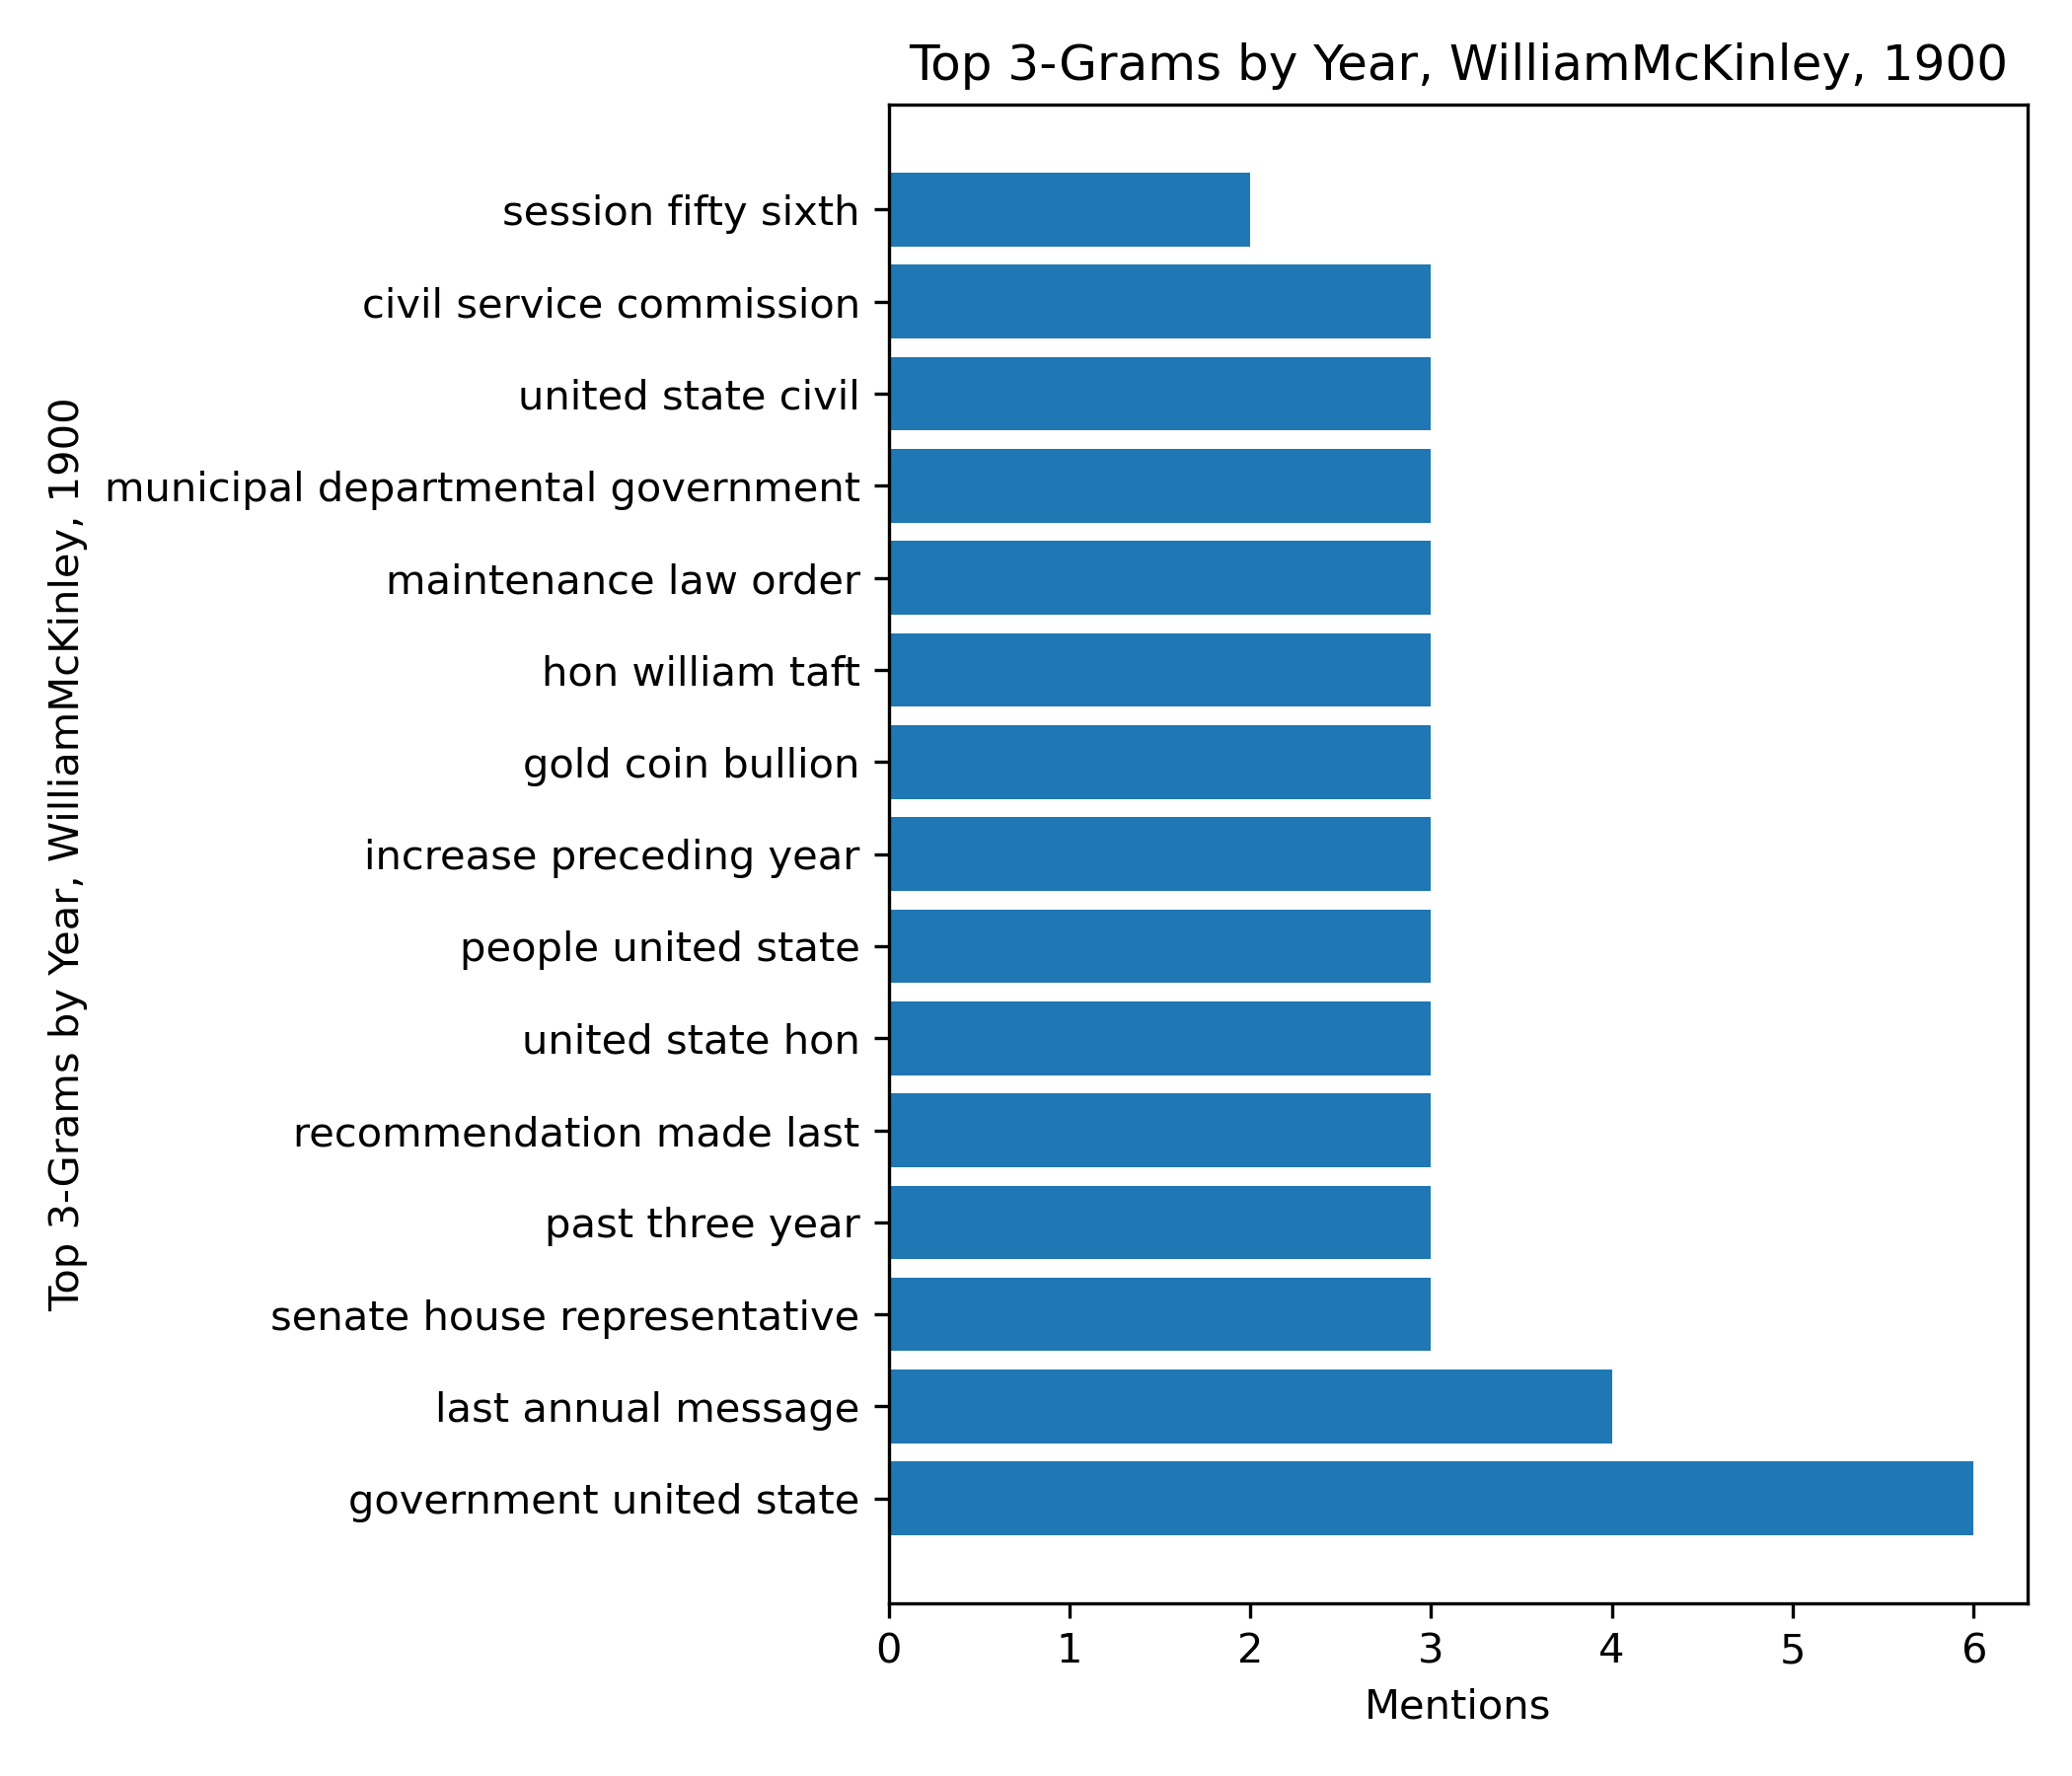 Top 3-Grams by Year, WilliamMcKinley, 1900
Top 3-Grams by Year, WilliamMcKinley, 1900
session fifty sixth
civil service commission
united state civil
municipal departmental government
maintenance law order
hon william taft
gold coin bullion
increase preceding year
people united state
united state hon
recommendation made last
past three year
senate house representative
last annual message
government united state
0 1 2 3 4 5 6
Mentions